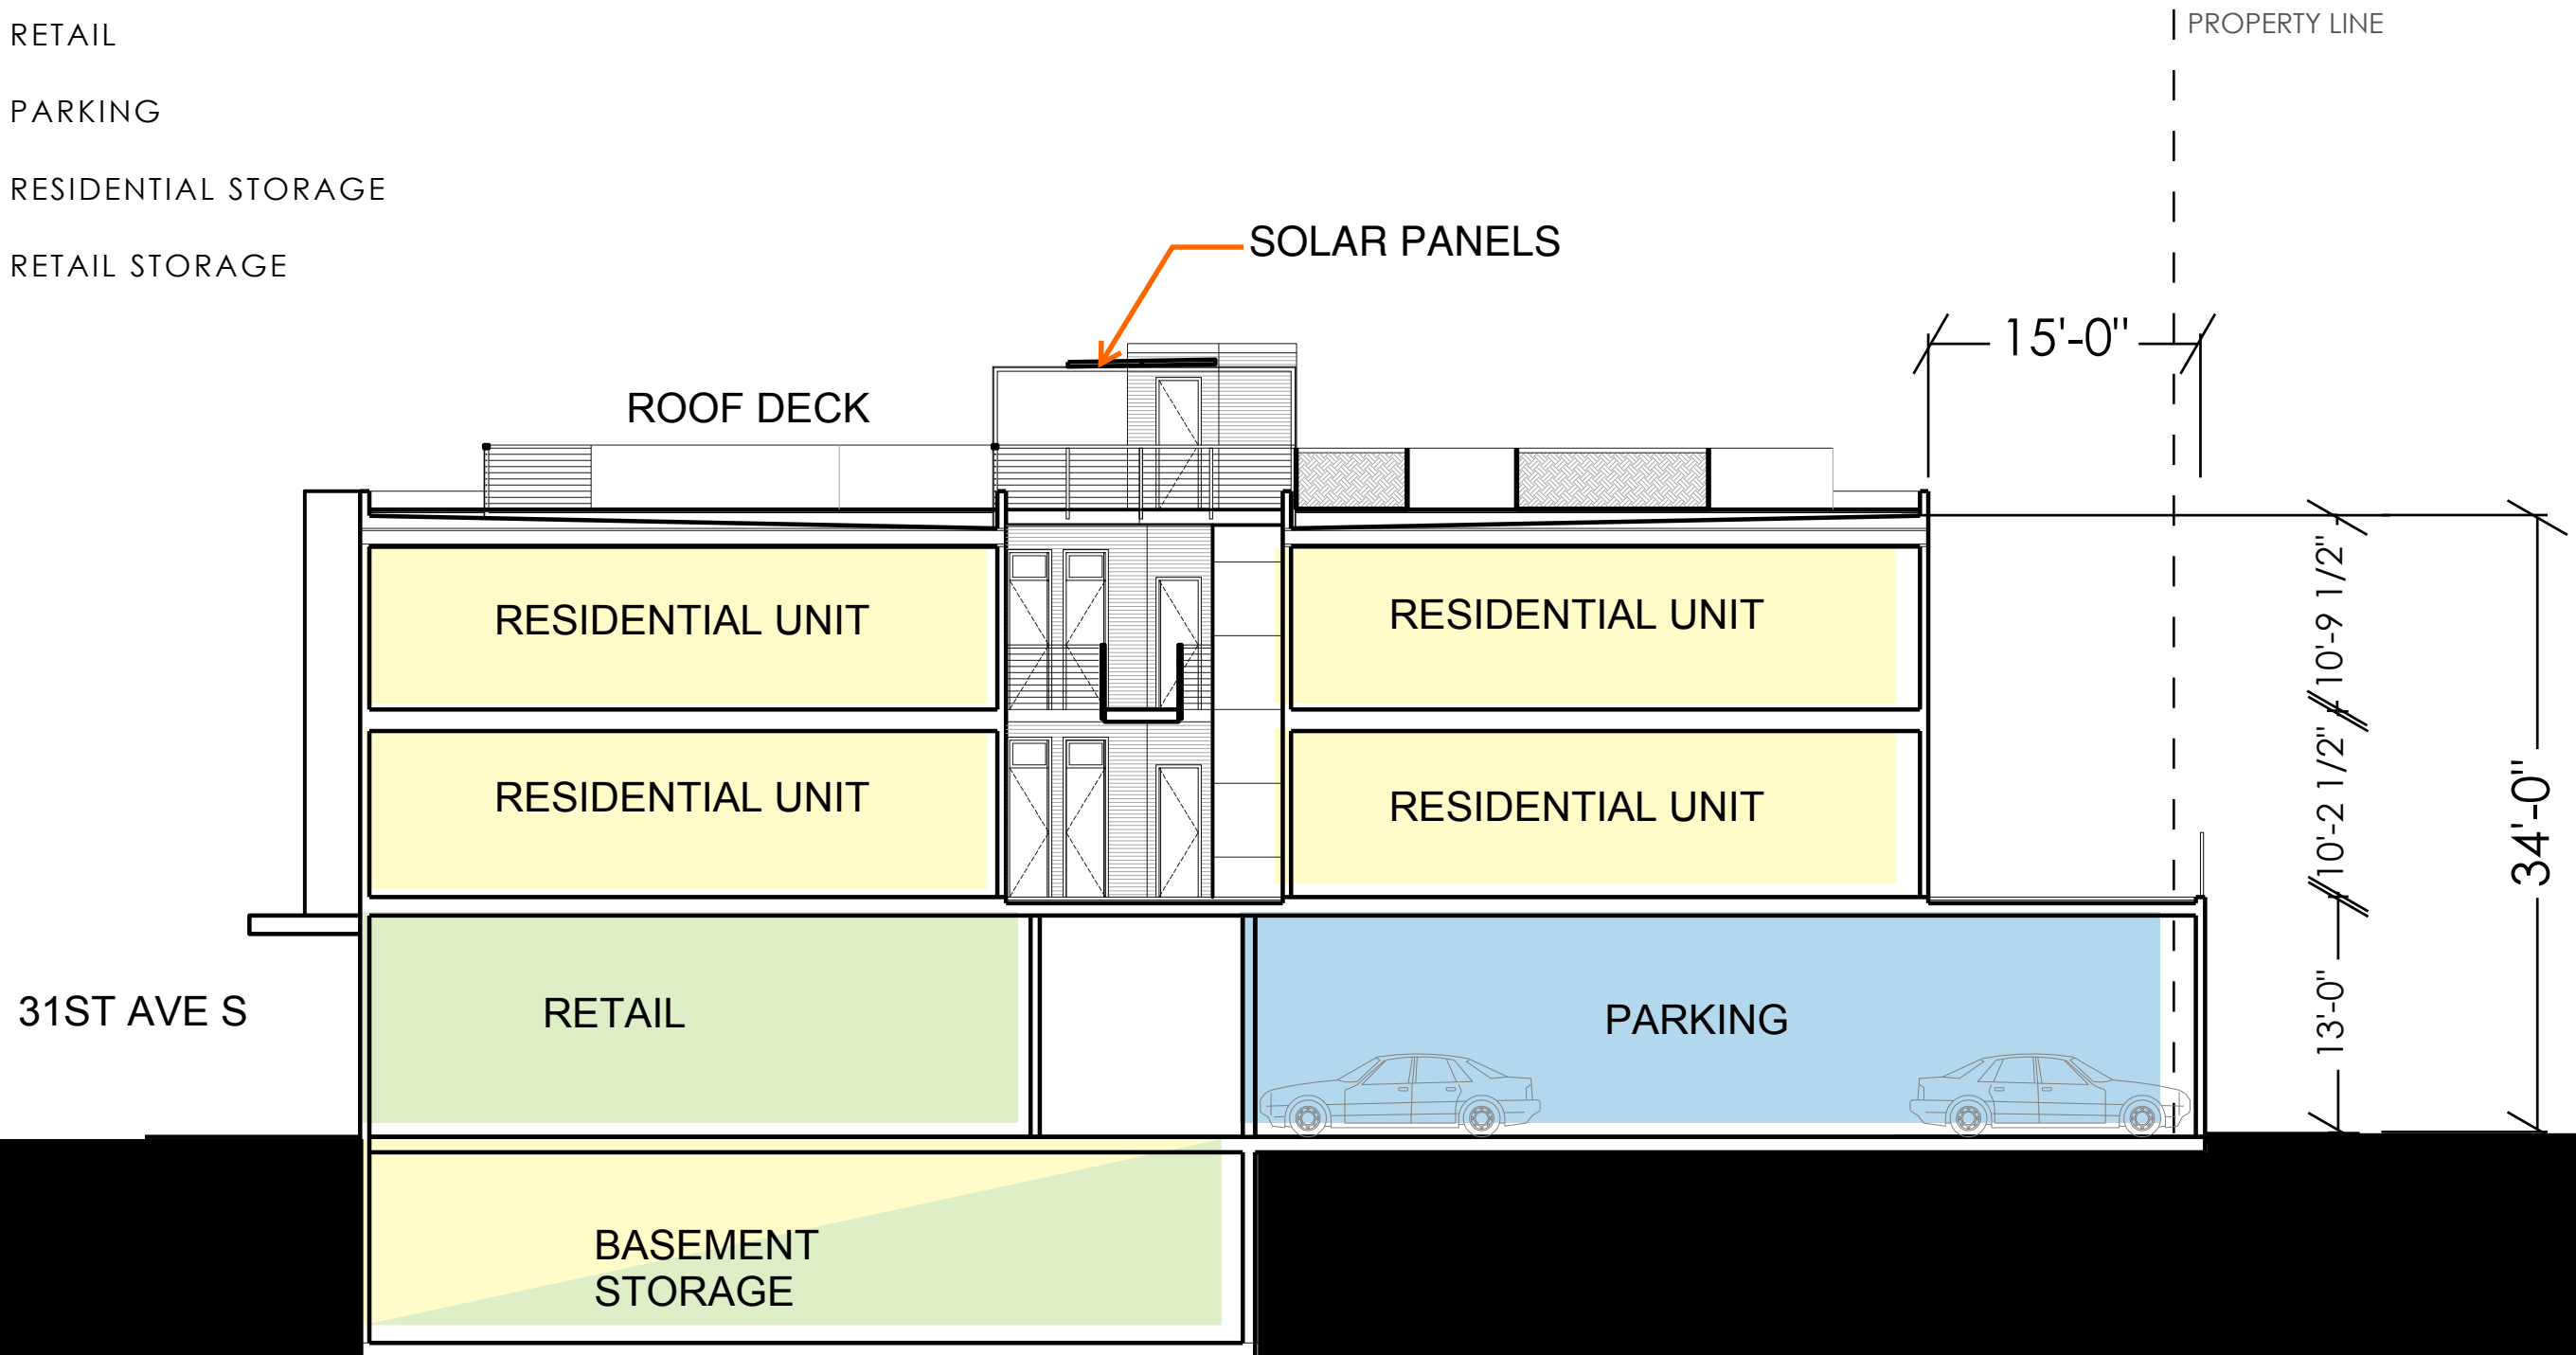 RETAIL
PROPERTY LINE
PARKING
RESIDENTIAL STORAGE
SOLAR PANELS
RETAIL STORAGE
15'-0"
ROOF DECK
RESIDENTIAL UNIT
RESIDENTIAL UNIT
10'-9 1/2"
RESIDENTIAL UNIT
RESIDENTIAL UNIT
10'-2 1/2"
34'-0"
31ST AVE S
RETAIL
PARKING
13'-0"
BASEMENT
STORAGE